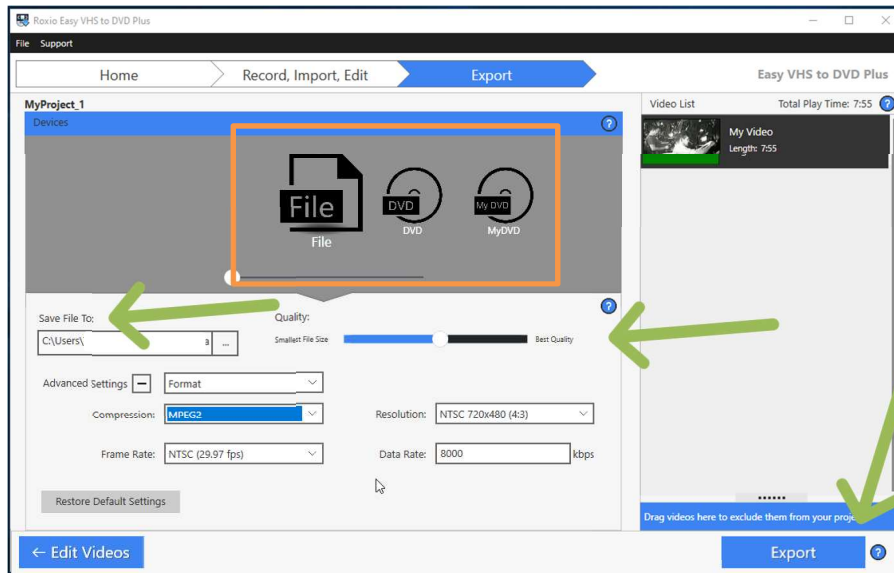 Roxio Easy VHS to DVD Plus
File Support
Home Record, Import, Edit Export Easy VHS to DVD Plus
MyProject_1
Devices
File
File
DVD
DVD
My DVD
MyDVD
Save File To:
C:\Users\ a ...
Quality:
Smallest File Size Best Quality
Advanced Settings Format
Compression: MPEG2 Resolution: NTSC 720x480 (4:3)
Frame Rate: NTSC (29.97 fps) Data Rate: 8000 kbps
Restore Default Settings
← Edit Videos
Video List Total Play Time: 7:55 ?
My Video
Length: 7:55
Drag videos here to exclude them from your
Export ?